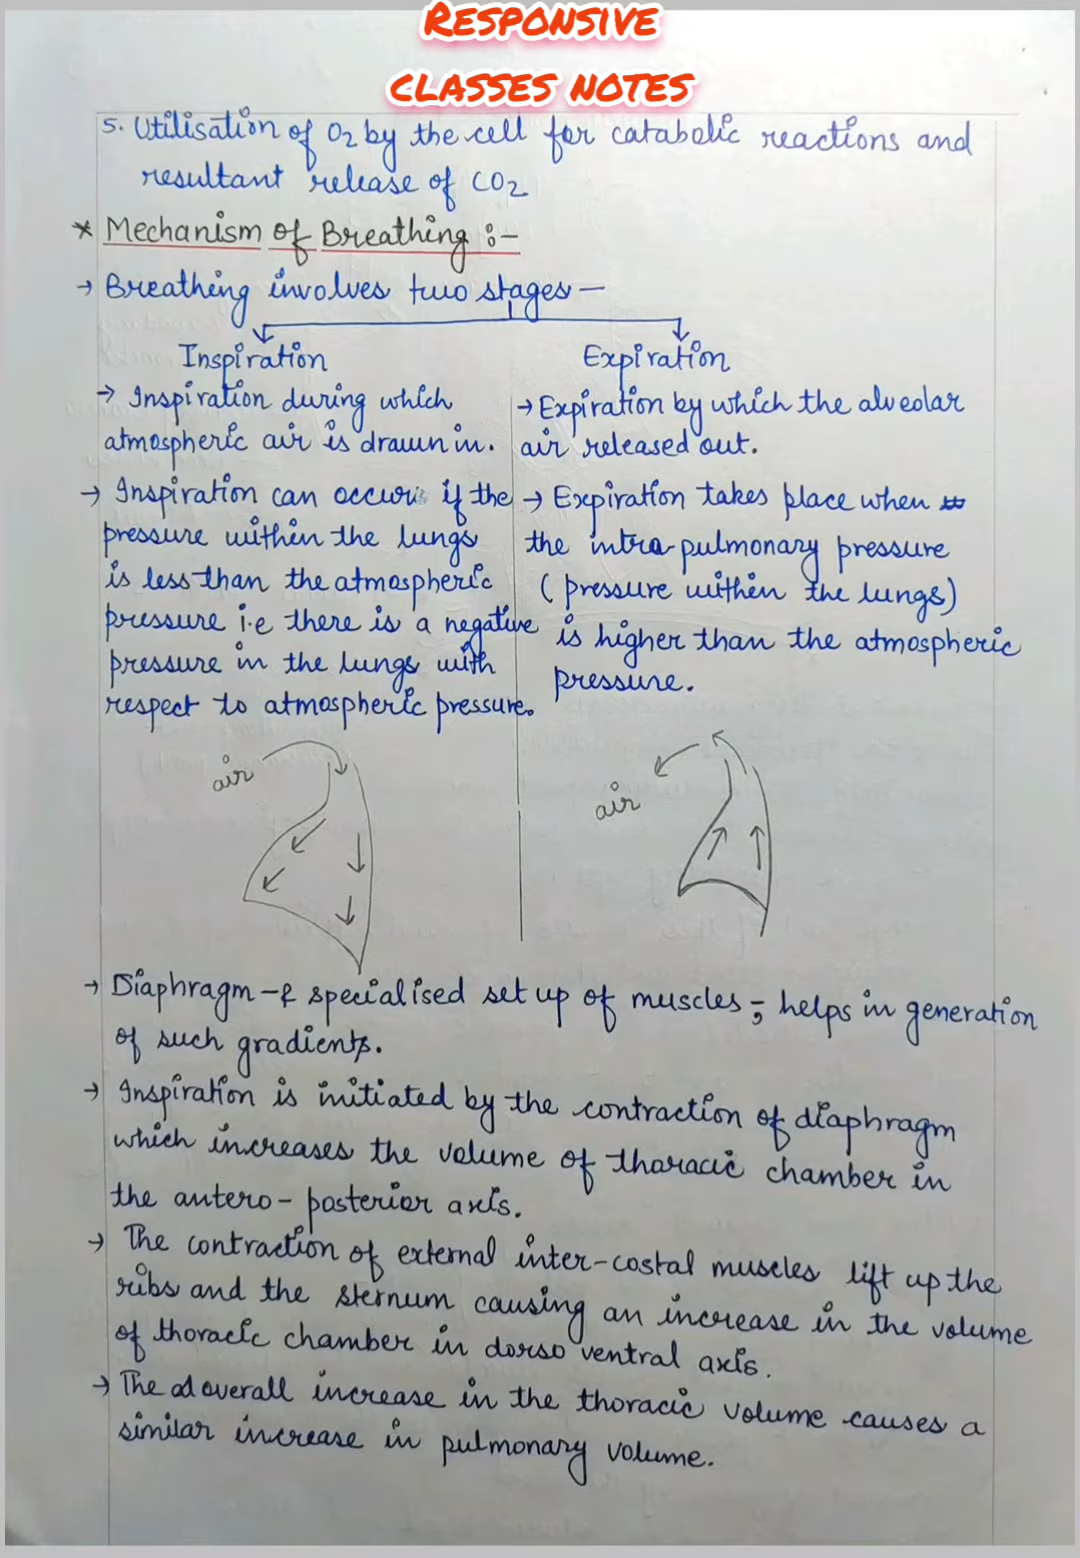 RESPONSIVE
CLASSES NOTES
5. Utilisation of O2 by the cell for catabolic reactions and
resultant release of CO2
* Mechanism of Breathing :-
→ Breathing involves two stages —
Inspiration
→ Inspiration during which
atmospheric air is drawn in.
→ Inspiration can occur if the
pressure within the lungs
is less than the atmospheric
pressure i.e there is a negative
pressure in the lungs with
respect to atmospheric pressure.
air
Expiration
→ Expiration by which the alveolar
air released out.
→ Expiration takes place when
the intra-pulmonary pressure
(pressure within the lungs)
is higher than the atmospheric
pressure.
air
→ Diaphragm - & specialised set up of muscles; helps in generation
of such gradients.
→ Inspiration is initiated by the contraction of diaphragm
which increases the volume of thoracic chamber in
the antero-posterior axis.
→ The contraction of external inter-costal muscles lift up the
ribs and the sternum causing an increase in the volume
of thoracic chamber in dorso ventral axis.
→ The overall increase in the thoracic volume causes a
similar increase in pulmonary volume.